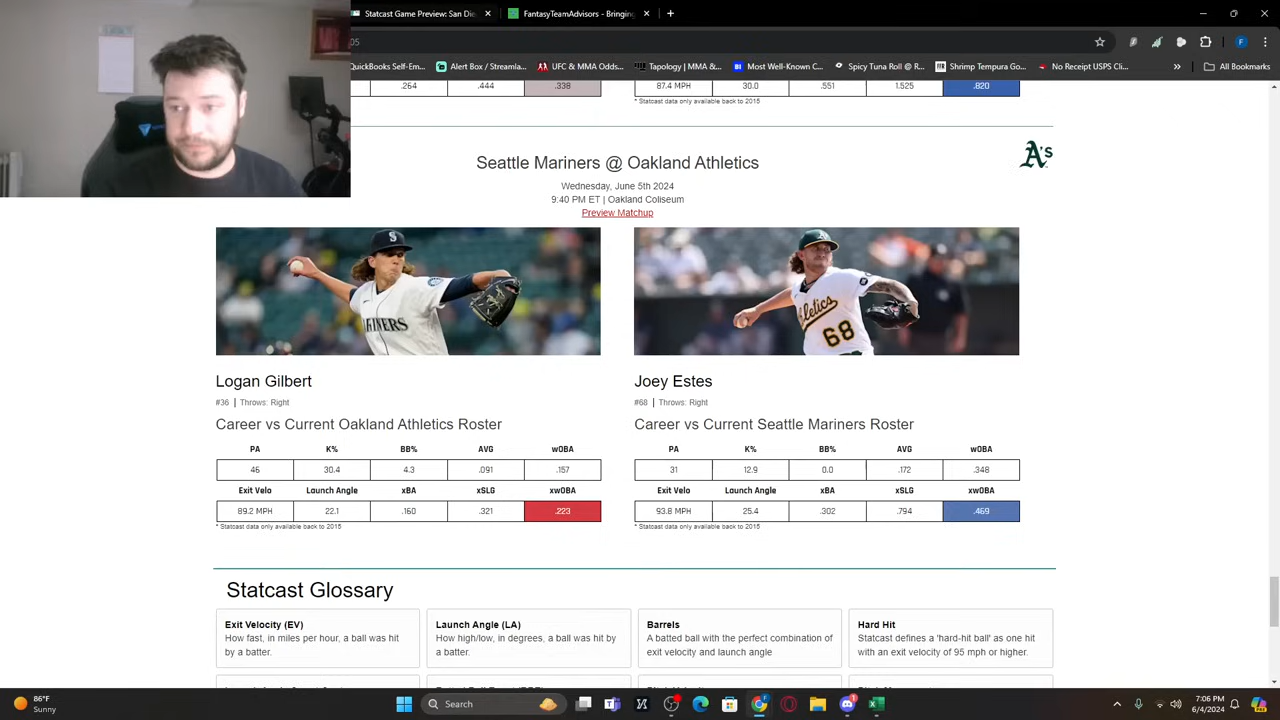 Statcast Game Preview: San Die
FantasyTeamAdvisors - Bringing
05
QuickBooks Self-Em...
Alert Box / Streamla...
UFC & MMA Odds...
Tapology | MMA &...
Most Well-Known C...
Spicy Tuna Roll @ R...
Shrimp Tempura Go...
No Receipt USPS Cli...
>>
All Bookmarks
.264 .444 .338
87.4 MPH 30.0 .551 1.525 .820
* Statcast data only available back to 2015
A's
Seattle Mariners @ Oakland Athletics
Wednesday, June 5th 2024
9:40 PM ET | Oakland Coliseum
Preview Matchup
S
MARINERS
Athletics
68
Logan Gilbert
#36 | Throws: Right
Career vs Current Oakland Athletics Roster
PA K% BB% AVG wOBA
46 30.4 4.3 .091 .157
Exit Velo Launch Angle xBA xSLG xwOBA
89.2 MPH 22.1 .160 .321 .223
* Statcast data only available back to 2015
Joey Estes
#68 | Throws: Right
Career vs Current Seattle Mariners Roster
PA K% BB% AVG wOBA
31 12.9 0.0 .172 .348
Exit Velo Launch Angle xBA xSLG xwOBA
93.8 MPH 25.4 .302 .794 .469
* Statcast data only available back to 2015
Statcast Glossary
Exit Velocity (EV)
How fast, in miles per hour, a ball was hit
by a batter.
Launch Angle (LA)
How high/low, in degrees, a ball was hit by
a batter.
Barrels
A batted ball with the perfect combination of
exit velocity and launch angle
Hard Hit
Statcast defines a 'hard-hit ball' as one hit
with an exit velocity of 95 mph or higher.
86°F
Sunny
Search
7:06 PM
6/4/2024